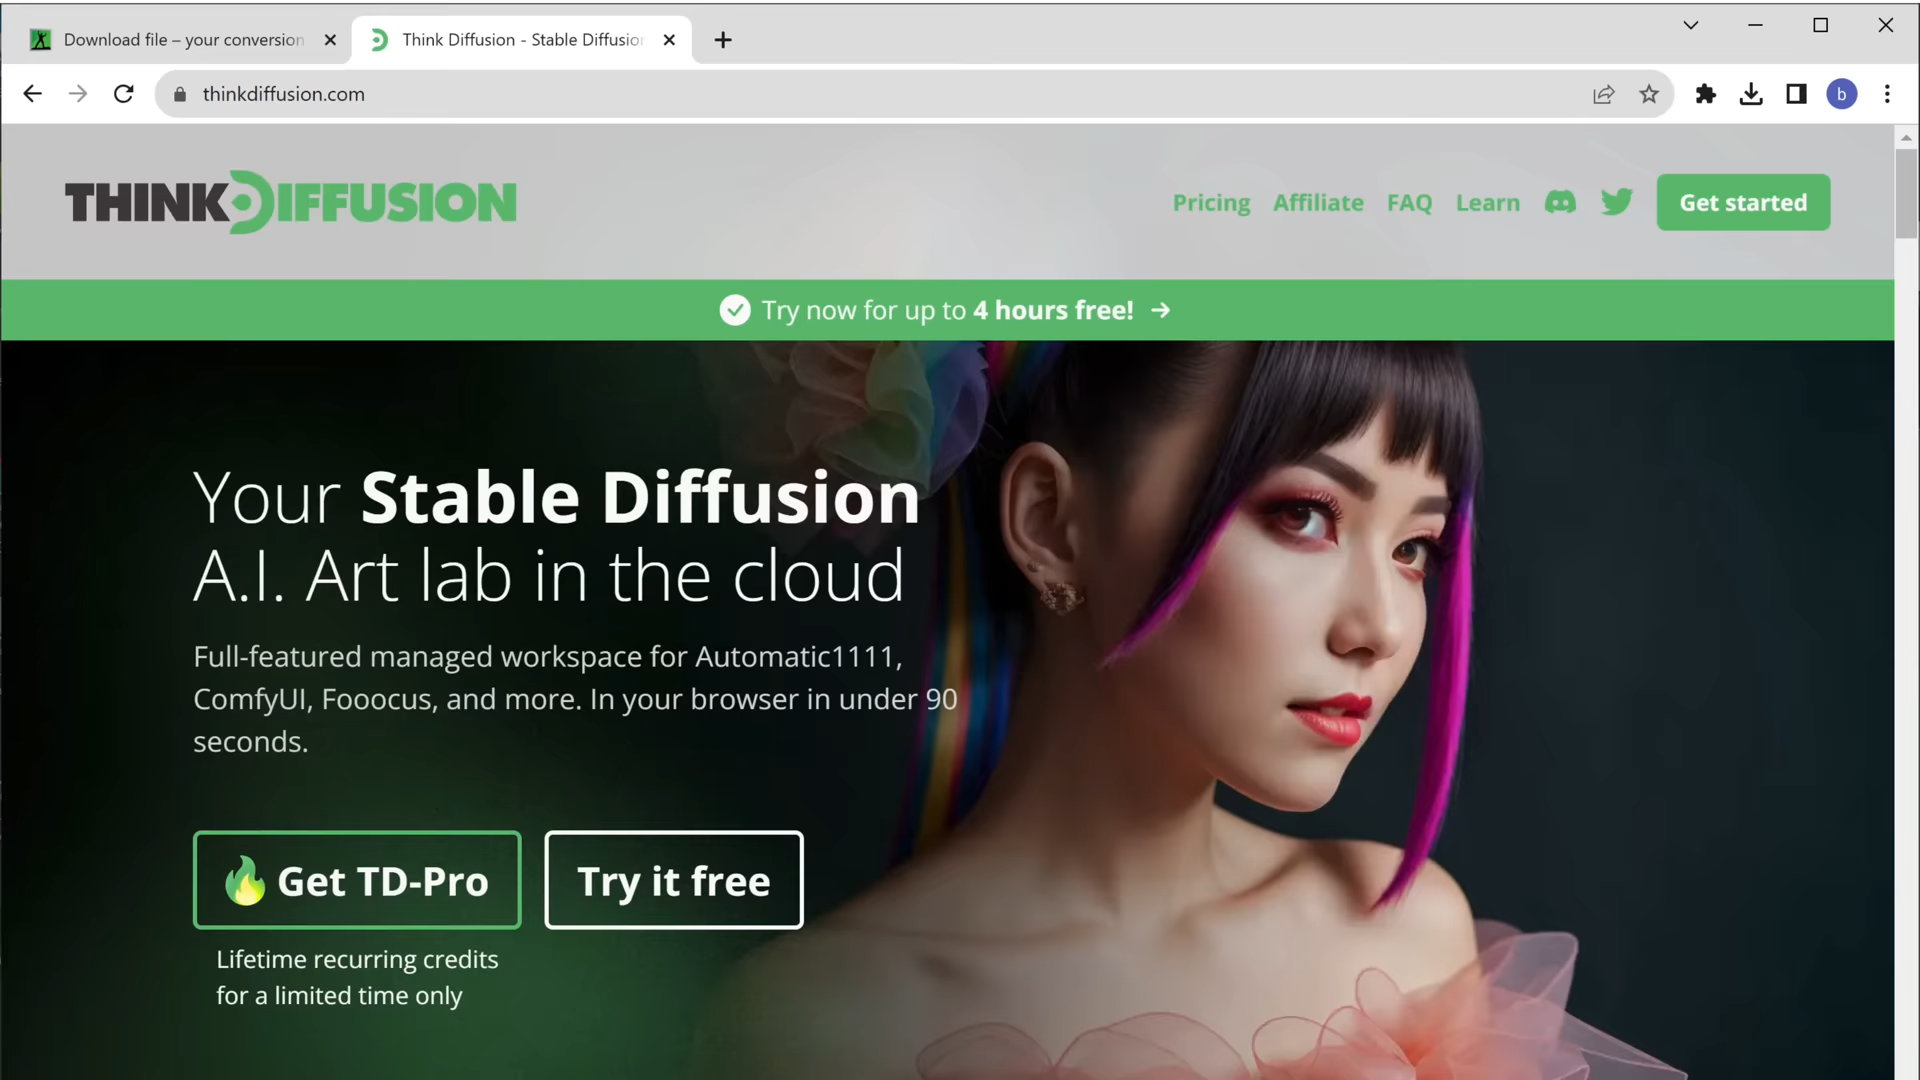 Download file – your conversion
Think Diffusion - Stable Diffusion
thinkdiffusion.com
b
THINKDIFFUSION
Pricing Affiliate FAQ Learn Get started
Try now for up to 4 hours free! →
Your Stable Diffusion
A.I. Art lab in the cloud
Full-featured managed workspace for Automatic1111,
ComfyUI, Fooocus, and more. In your browser in under 90
seconds.
Get TD-Pro
Try it free
Lifetime recurring credits
for a limited time only